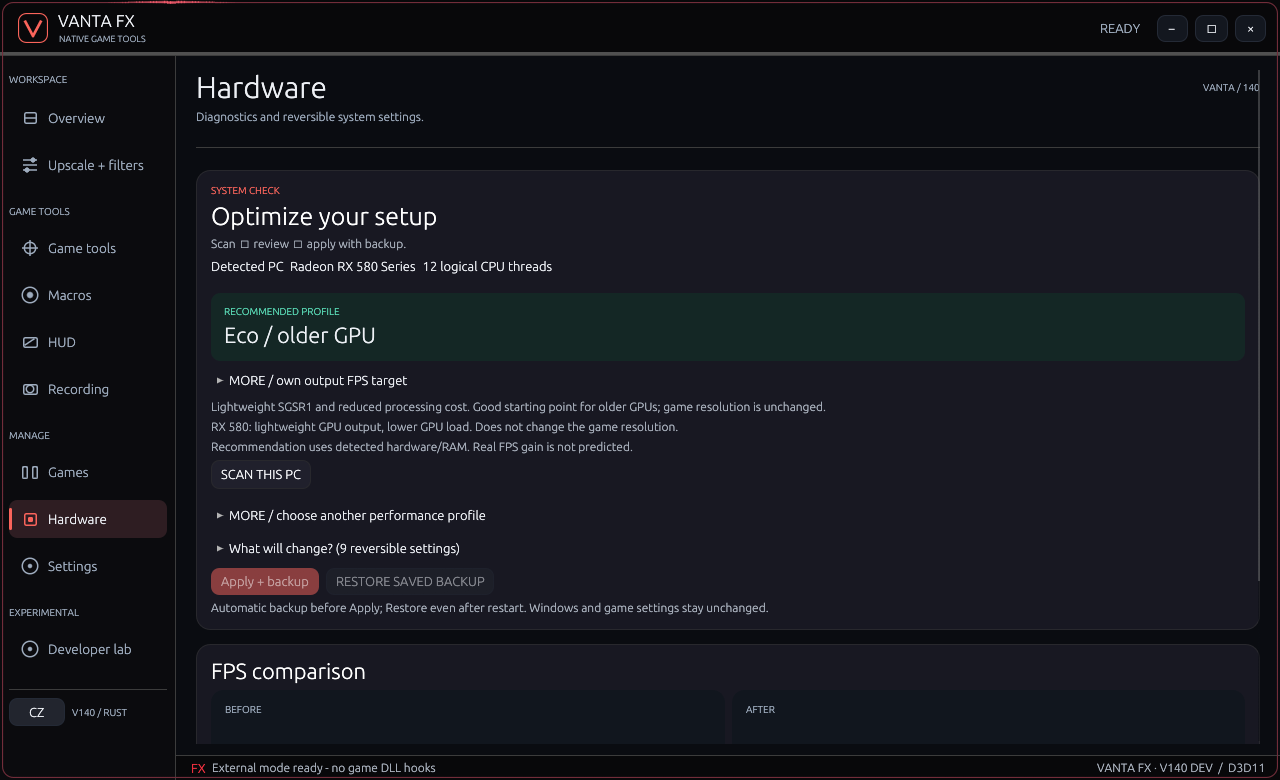 VANTA FX
NATIVE GAME TOOLS
READY
WORKSPACE
Overview
Upscale + filters
GAME TOOLS
Game tools
Macros
HUD
Recording
MANAGE
Games
Hardware
Settings
EXPERIMENTAL
Developer lab
CZ
V140 / RUST
Hardware
VANTA / 140
Diagnostics and reversible system settings.
SYSTEM CHECK
Optimize your setup
Scan □ review □ apply with backup.
Detected PC Radeon RX 580 Series 12 logical CPU threads
RECOMMENDED PROFILE
Eco / older GPU
MORE / own output FPS target
Lightweight SGSR1 and reduced processing cost. Good starting point for older GPUs; game resolution is unchanged.
RX 580: lightweight GPU output, lower GPU load. Does not change the game resolution.
Recommendation uses detected hardware/RAM. Real FPS gain is not predicted.
SCAN THIS PC
MORE / choose another performance profile
What will change? (9 reversible settings)
Apply + backup
RESTORE SAVED BACKUP
Automatic backup before Apply; Restore even after restart. Windows and game settings stay unchanged.
FPS comparison
BEFORE
AFTER
FX External mode ready - no game DLL hooks
VANTA FX · V140 DEV / D3D11